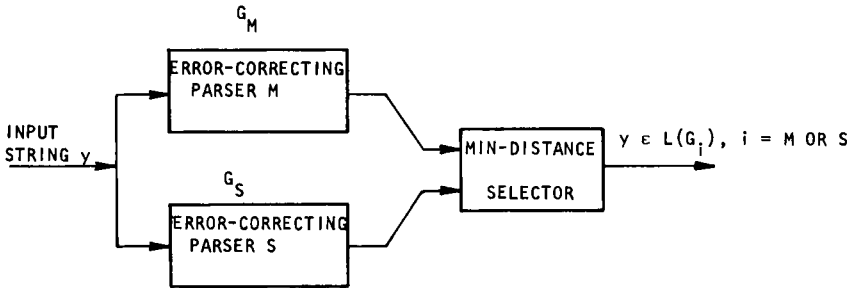 G_M
ERROR-CORRECTING
PARSER M
INPUT
STRING y
MIN-DISTANCE
SELECTOR
y ε L(G_i), i = M OR S
G_S
ERROR-CORRECTING
PARSER S